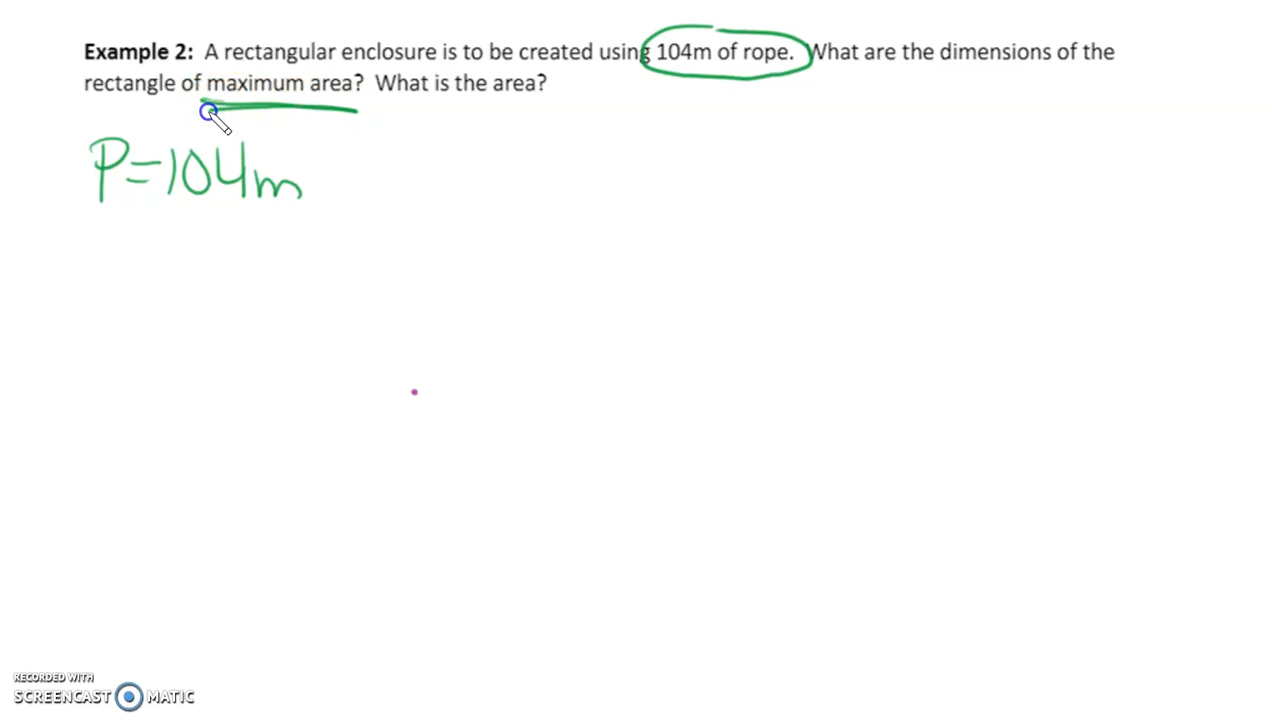 Example 2: A rectangular enclosure is to be created using 104m of rope. What are the dimensions of the
rectangle of maximum area? What is the area?
P=104m
RECORDED WITH
SCREENCAST MATIC